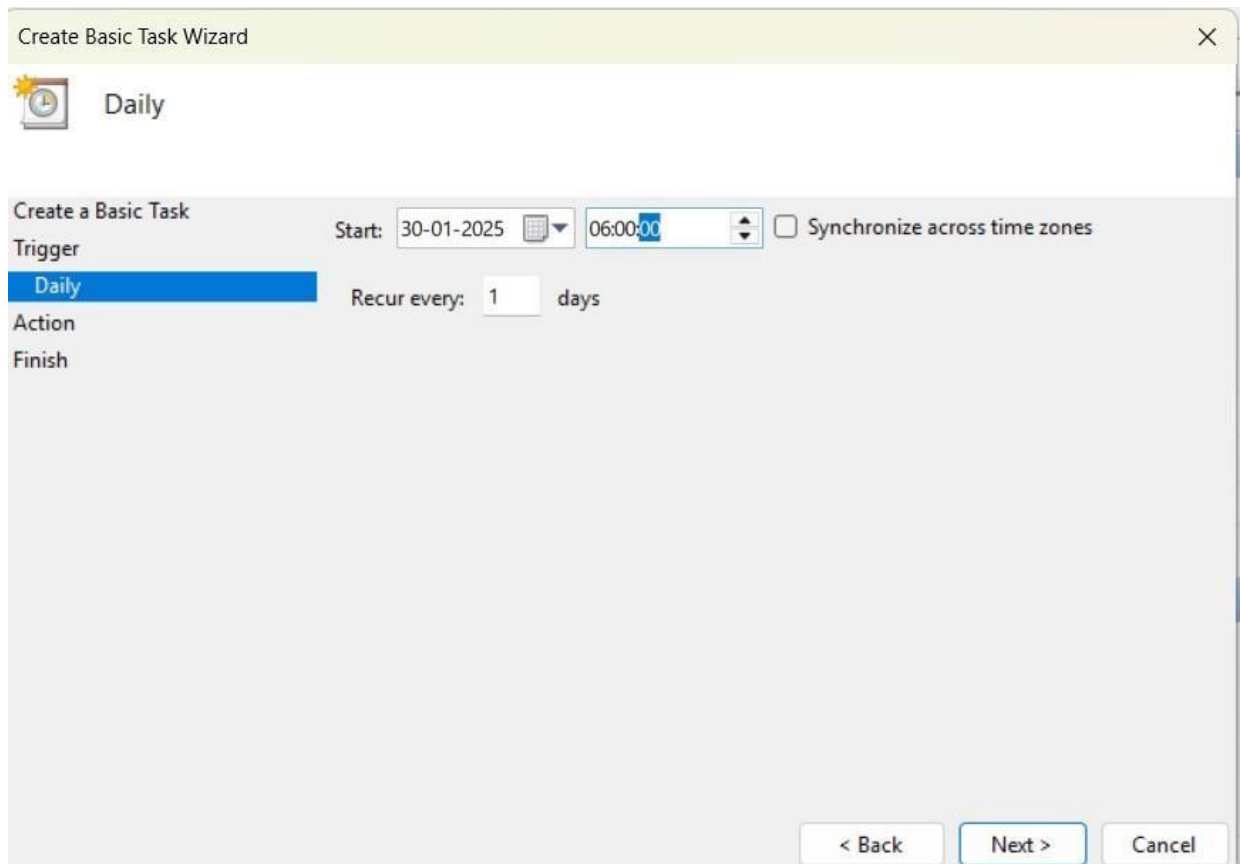 Create Basic Task Wizard
Daily
Create a Basic Task
Trigger
Daily
Action
Finish
Start: 30-01-2025 06:00:00 Synchronize across time zones
Recur every: 1 days
< Back Next > Cancel